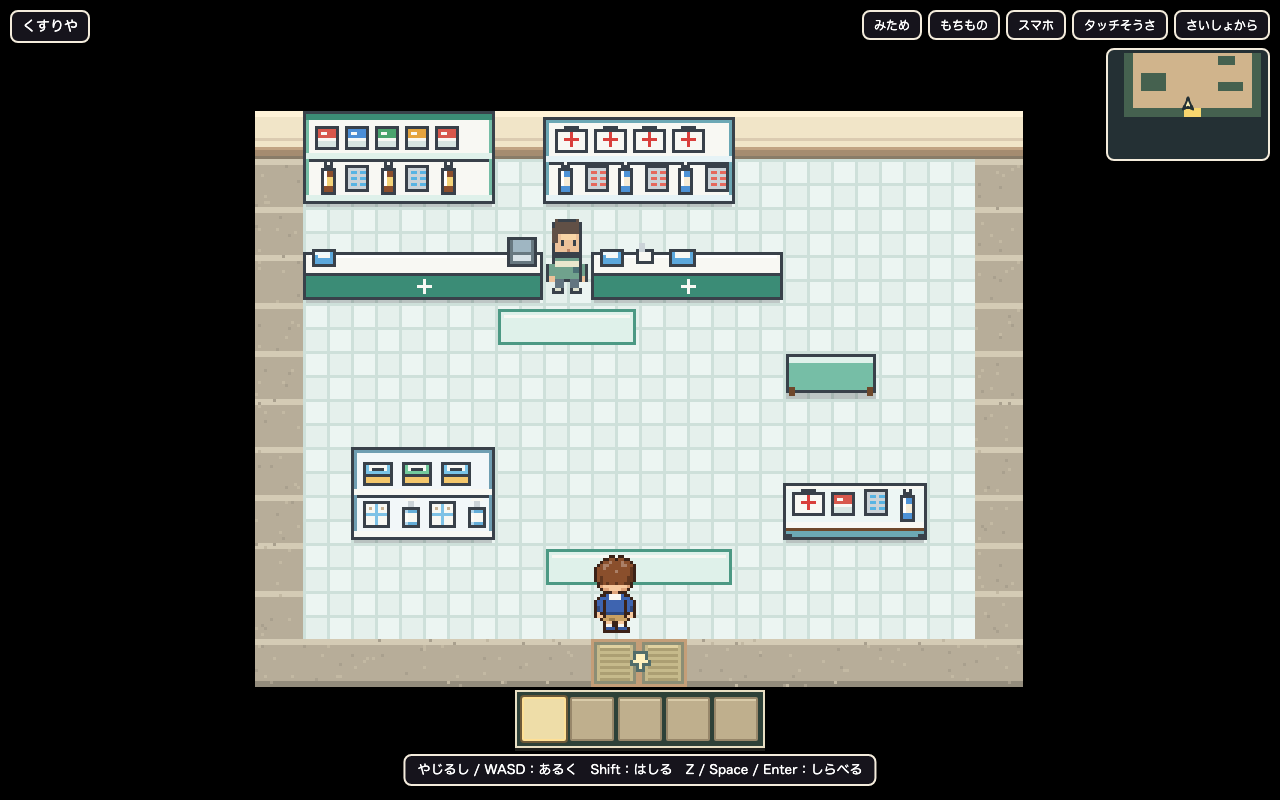 くすりや
みため
もちもの
スマホ
タッチそうさ
さいしょから
やじるし / WASD：あるく　Shift：はしる　Z / Space / Enter：しらべる